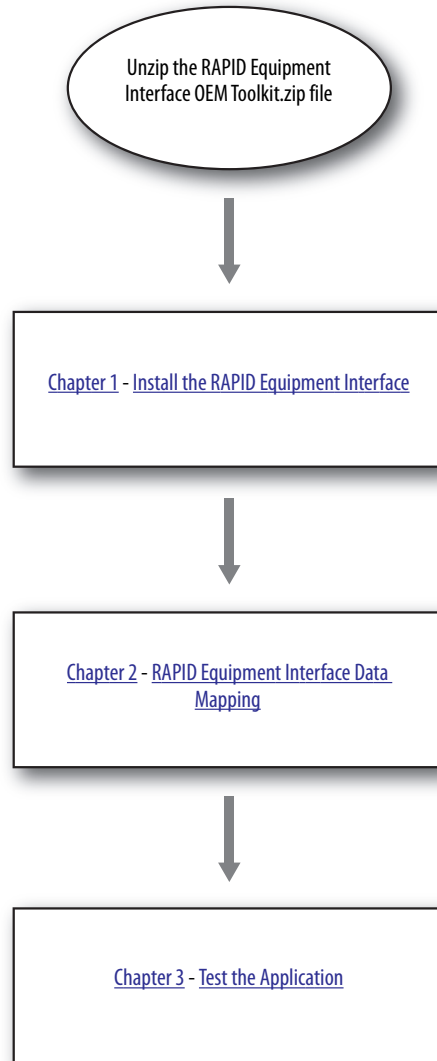 Unzip the RAPID Equipment
Interface OEM Toolkit.zip file
Chapter 1 - Install the RAPID Equipment Interface
Chapter 2 - RAPID Equipment Interface Data
Mapping
Chapter 3 - Test the Application